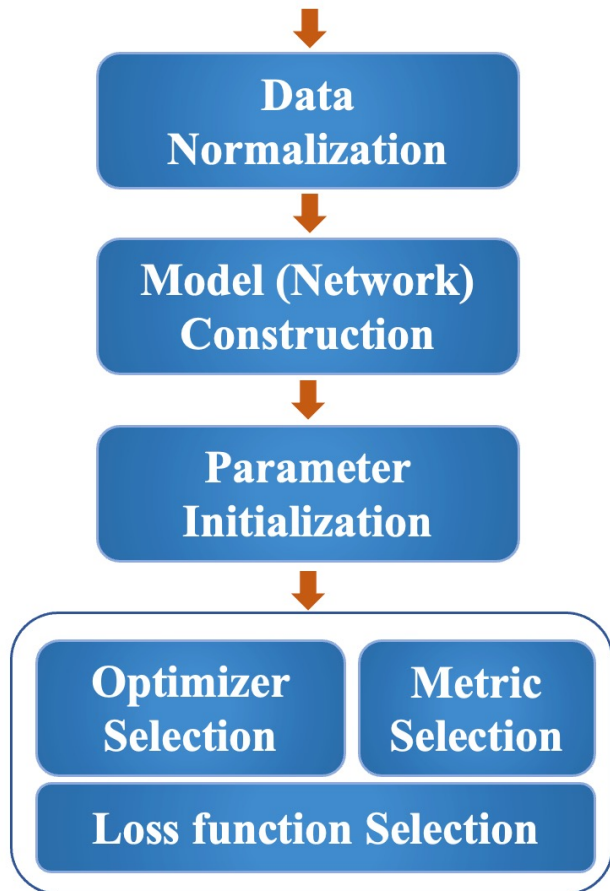 Data
Normalization
Model (Network)
Construction
Parameter
Initialization
Optimizer
Selection
Metric
Selection
Loss function Selection